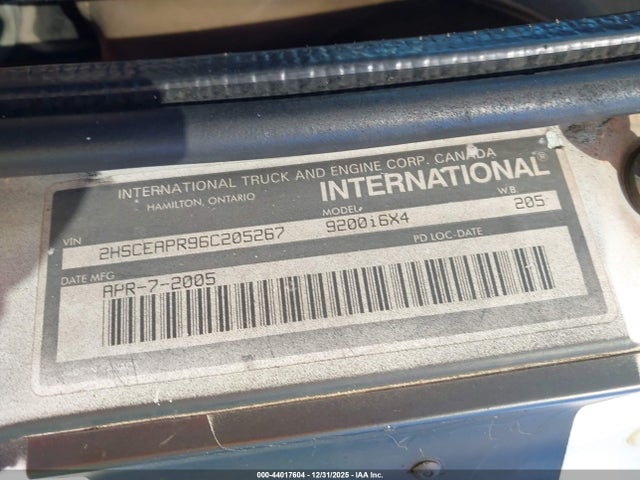 INTERNATIONAL TRUCK AND ENGINE CORP. CANADA
HAMILTON, ONTARIO
INTERNATIONAL®
VIN
2HSCEAPR96C205267
MODEL
9200i6X4
W.B.
205
DATE MFG
APR-7-2005
PD LOC-DATE
000-44017604 | 12/31/2025 | IAA Inc.